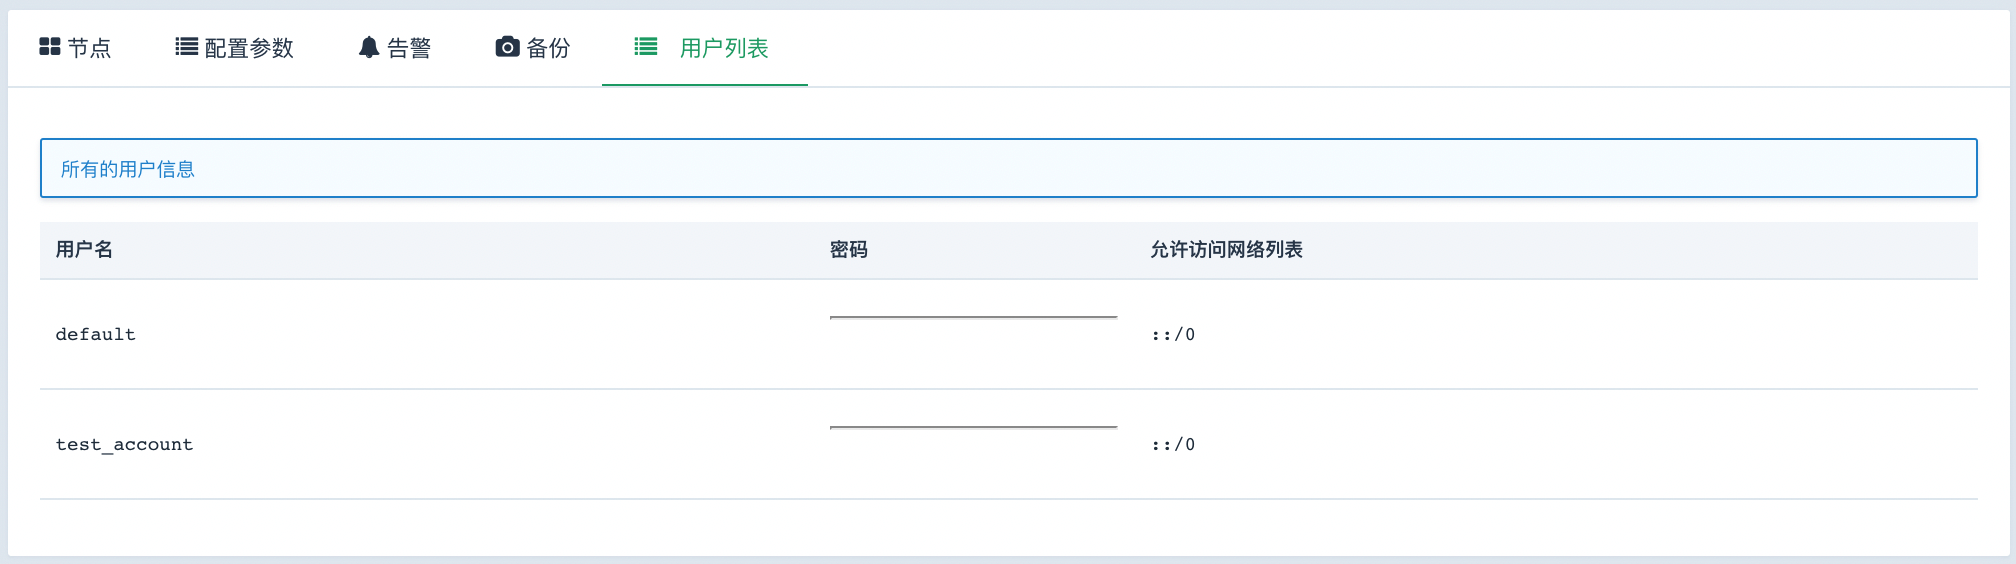 节点 配置参数 告警 备份 用户列表
所有的用户信息
用户名 密码 允许访问网络列表
default ::/0
test_account ::/0